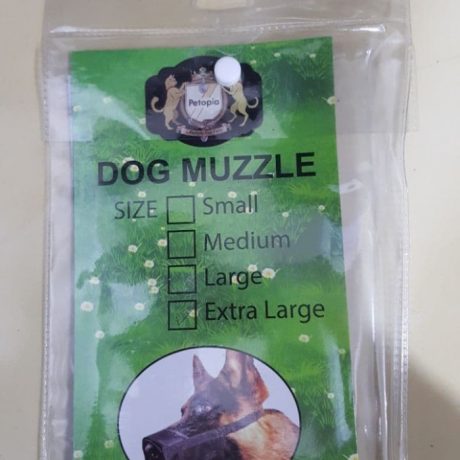 Petopia
DOG MUZZLE
SIZE Small
Medium
Large
Extra Large